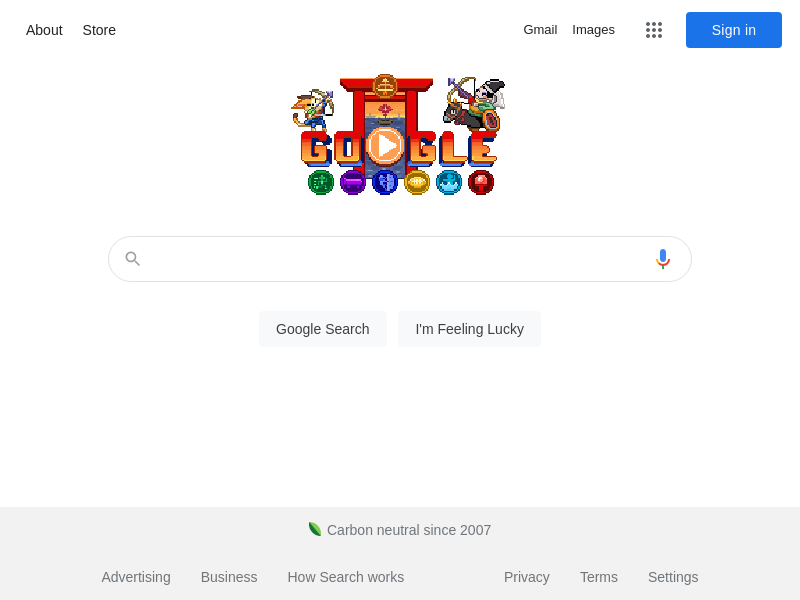 About Store Gmail Images Sign in
GOOGLE
Google Search I'm Feeling Lucky
Carbon neutral since 2007
Advertising Business How Search works Privacy Terms Settings